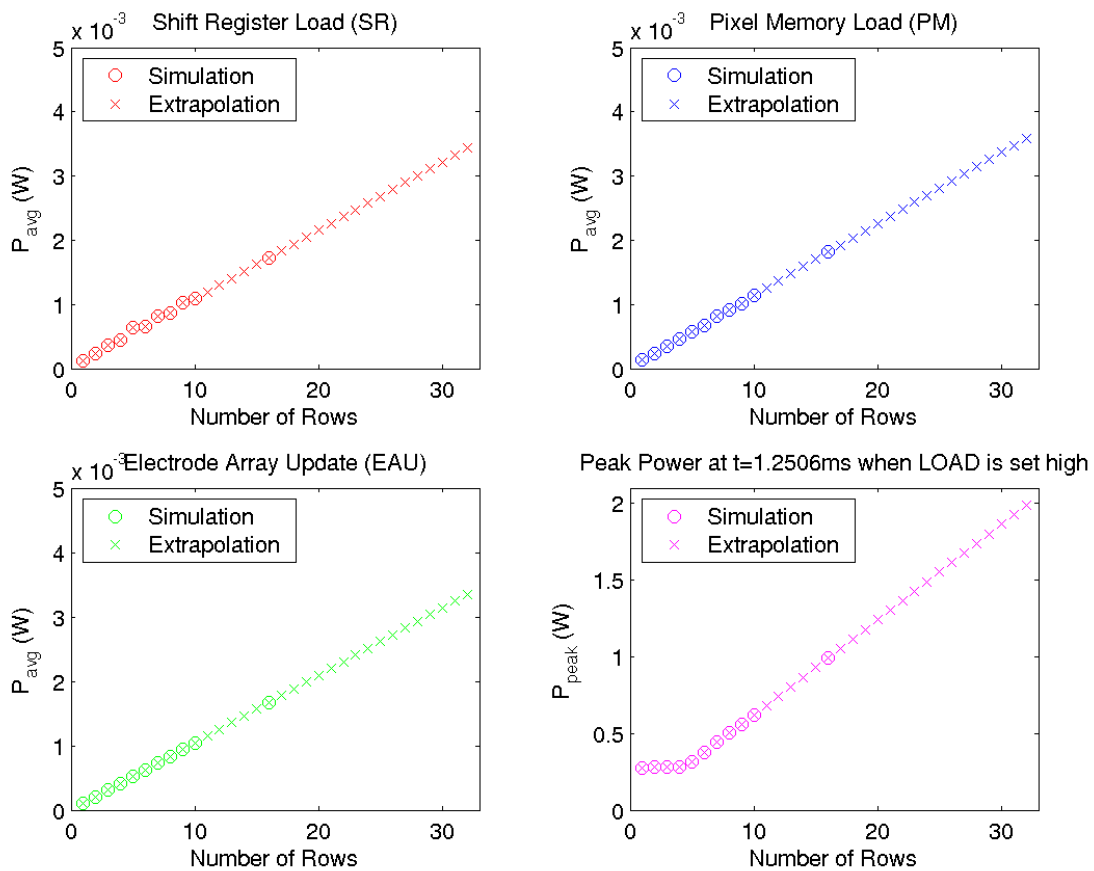 x 10-3 Shift Register Load (SR)
5
4
3
2
1
0
Simulation
Extrapolation
Pavg (W)
0 10 20 30
Number of Rows
x 10-3 Pixel Memory Load (PM)
5
4
3
2
1
0
Simulation
Extrapolation
Pavg (W)
0 10 20 30
Number of Rows
x 10-3 Electrode Array Update (EAU)
5
4
3
2
1
0
Simulation
Extrapolation
Pavg (W)
0 10 20 30
Number of Rows
Peak Power at t=1.2506ms when LOAD is set high
2
1.5
1
0.5
0
Simulation
Extrapolation
Ppeak (W)
0 10 20 30
Number of Rows